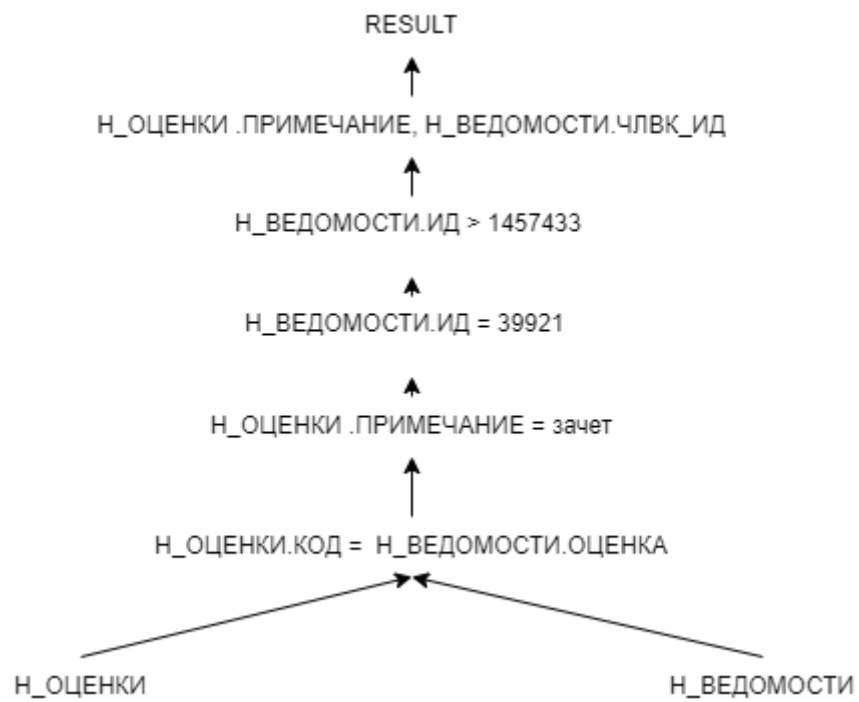 RESULT
Н_ОЦЕНКИ .ПРИМЕЧАНИЕ, Н_ВЕДОМОСТИ.ЧЛВК_ИД
Н_ВЕДОМОСТИ.ИД > 1457433
Н_ВЕДОМОСТИ.ИД = 39921
Н_ОЦЕНКИ .ПРИМЕЧАНИЕ = зачет
Н_ОЦЕНКИ.КОД = Н_ВЕДОМОСТИ.ОЦЕНКА
Н_ОЦЕНКИ Н_ВЕДОМОСТИ